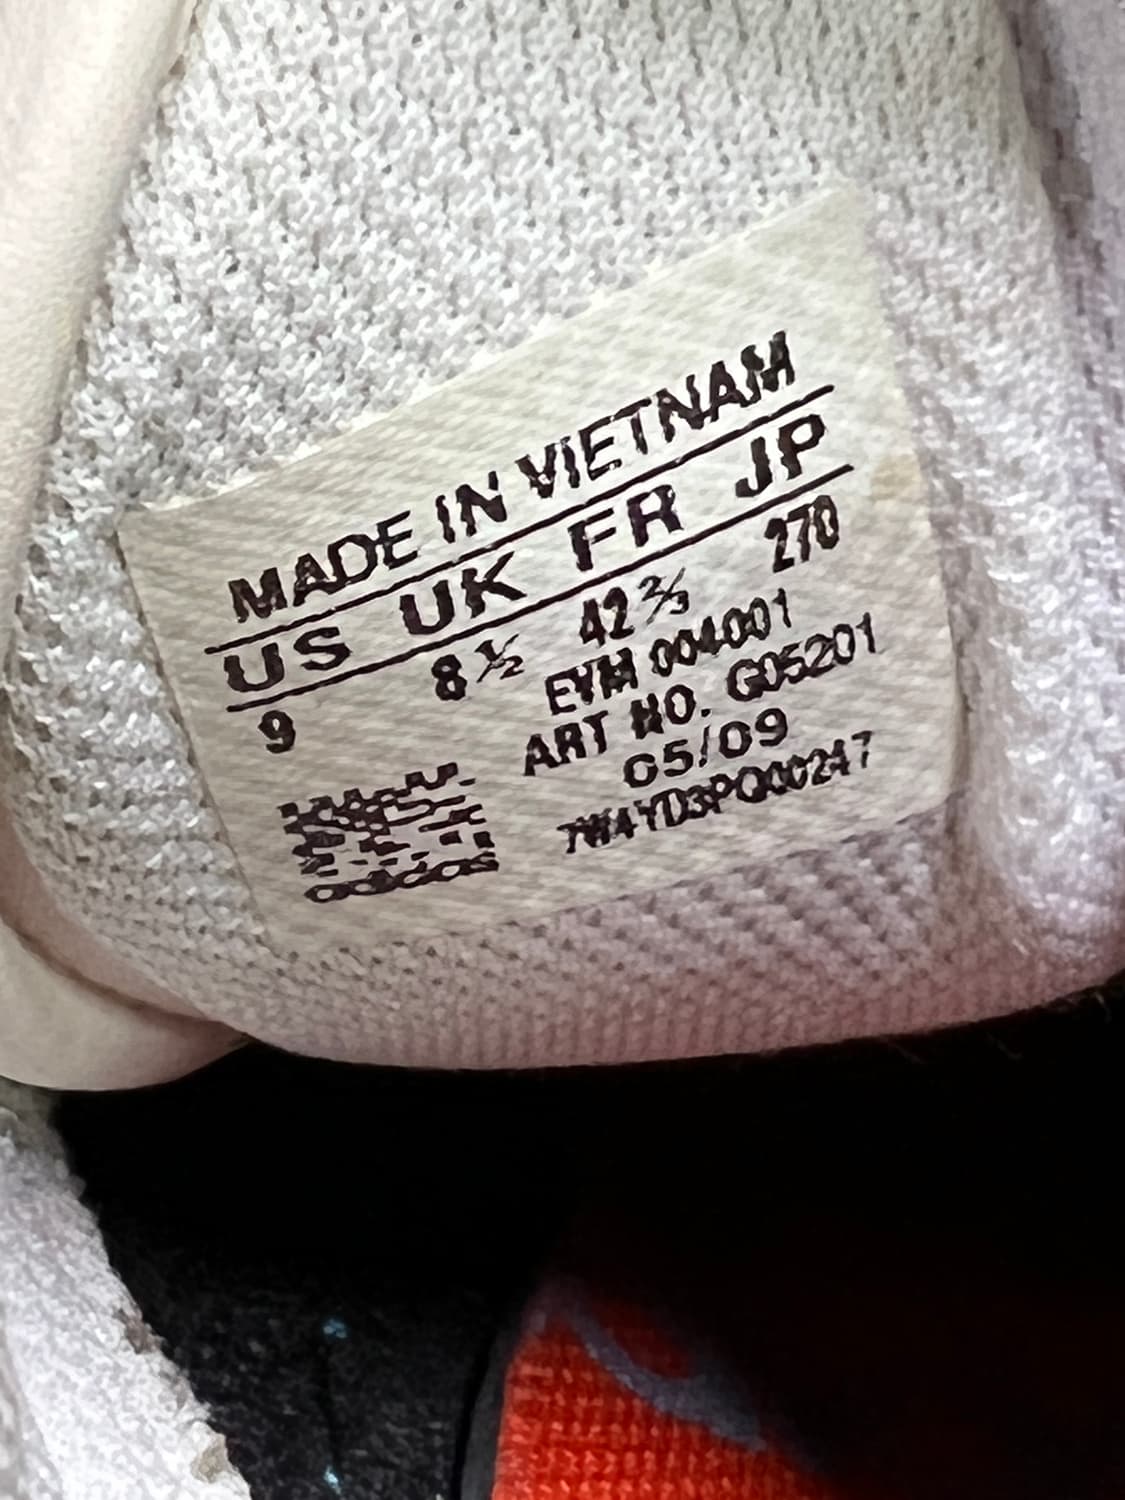 MADE IN VIETNAM
US UK FR JP
9 8½ 42⅔ 270
EVM 004001
ART NO. G05201
05/09
7W4YD3PQ00247
adidas